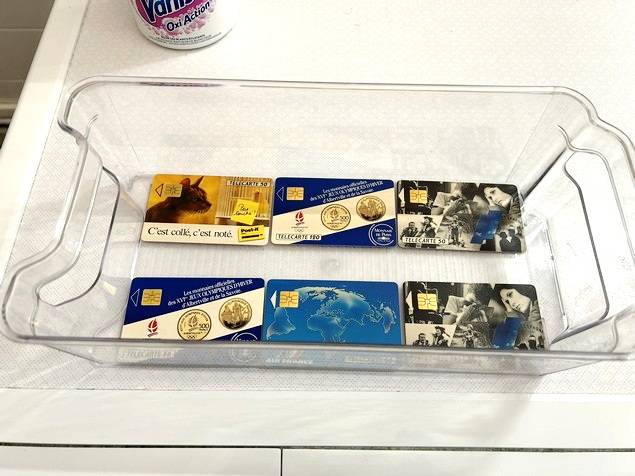 Vanish
Oxi Action
TELECARTE 50
Post-it
C'est collé, c'est noté.
Les monnaies officielles
des XVIes JEUX OLYMPIQUES D'HIVER
d'Albertville et de la Savoie
100
MONNAIE
DE PARIS
TELECARTE 120
TELECARTE 50
Les monnaies officielles
des XVIes JEUX OLYMPIQUES D'HIVER
d'Albertville et de la Savoie
100
AIR FRANCE